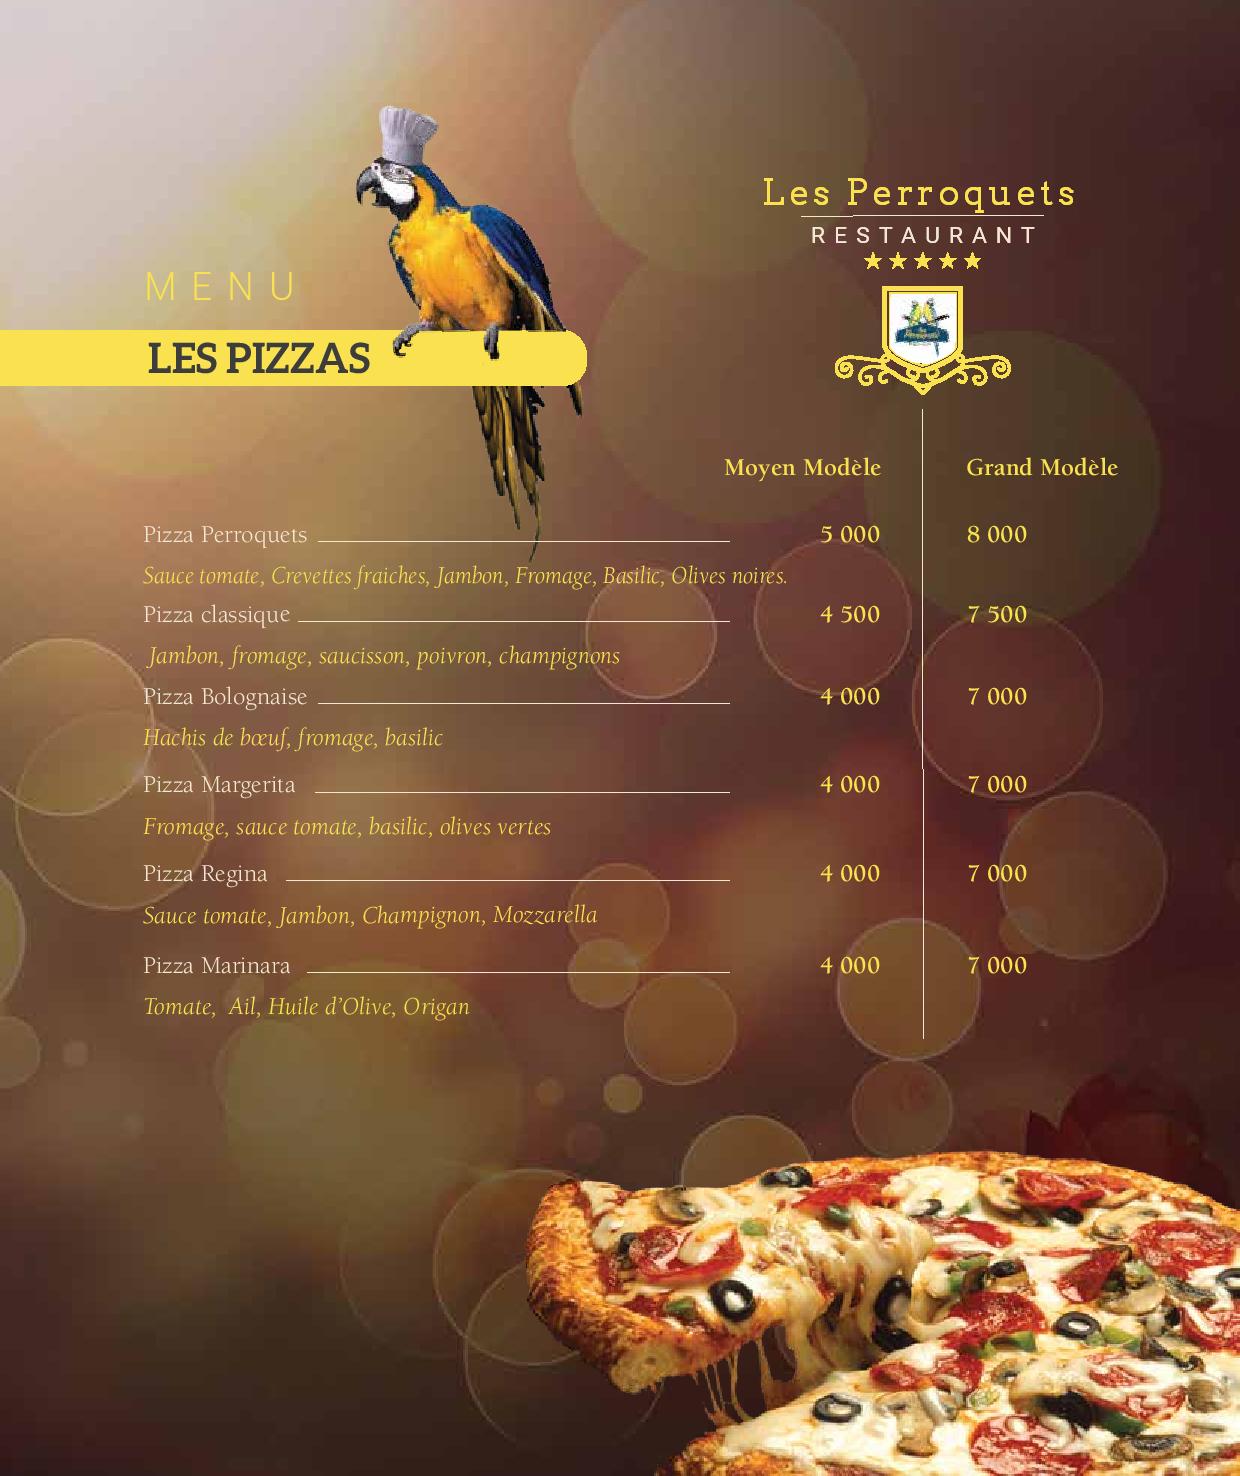 Les Perroquets
RESTAURANT
MENU
LES PIZZAS
Moyen Modèle Grand Modèle
Pizza Perroquets 5 000 8 000
Sauce tomate, Crevettes fraiches, Jambon, Fromage, Basilic, Olives noires.
Pizza classique 4 500 7 500
Jambon, fromage, saucisson, poivron, champignons
Pizza Bolognaise 4 000 7 000
Hachis de bœuf, fromage, basilic
Pizza Margerita 4 000 7 000
Fromage, sauce tomate, basilic, olives vertes
Pizza Regina 4 000 7 000
Sauce tomate, Jambon, Champignon, Mozzarella
Pizza Marinara 4 000 7 000
Tomate, Ail, Huile d’Olive, Origan